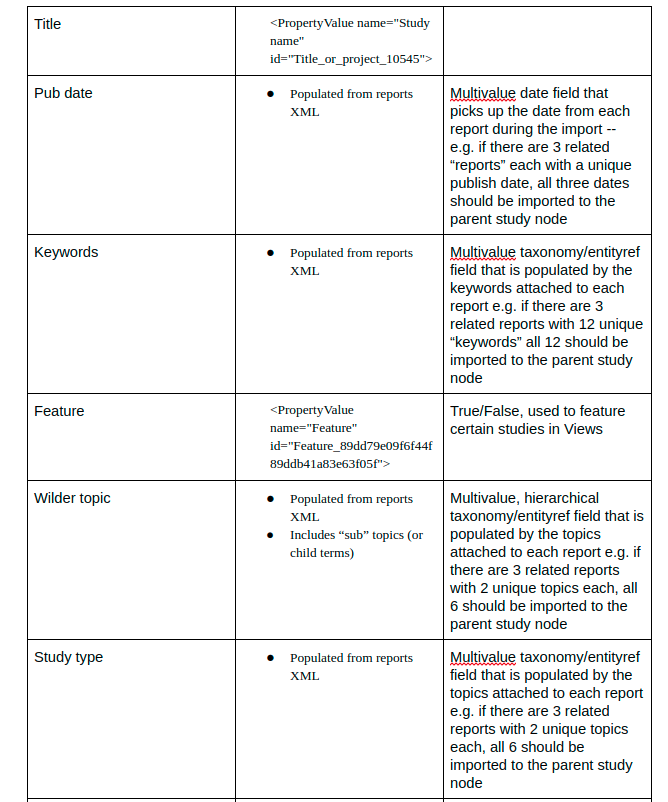 Title
<PropertyValue name="Study
name"
id="Title_or_project_10545">
Pub date
● Populated from reports
XML
Multivalue date field that
picks up the date from each
report during the import --
e.g. if there are 3 related
“reports” each with a unique
publish date, all three dates
should be imported to the
parent study node
Keywords
● Populated from reports
XML
Multivalue taxonomy/entityref
field that is populated by the
keywords attached to each
report e.g. if there are 3
related reports with 12 unique
“keywords” all 12 should be
imported to the parent study
node
Feature
<PropertyValue
name="Feature"
id="Feature_89dd79e09f6f44f
89ddb41a83e63f05f">
True/False, used to feature
certain studies in Views
Wilder topic
● Populated from reports
XML
● Includes “sub” topics (or
child terms)
Multivalue, hierarchical
taxonomy/entityref field that is
populated by the topics
attached to each report e.g. if
there are 3 related reports
with 2 unique topics each, all
6 should be imported to the
parent study node
Study type
● Populated from reports
XML
Multivalue taxonomy/entityref
field that is populated by the
topics attached to each report
e.g. if there are 3 related
reports with 2 unique topics
each, all 6 should be
imported to the parent study
node